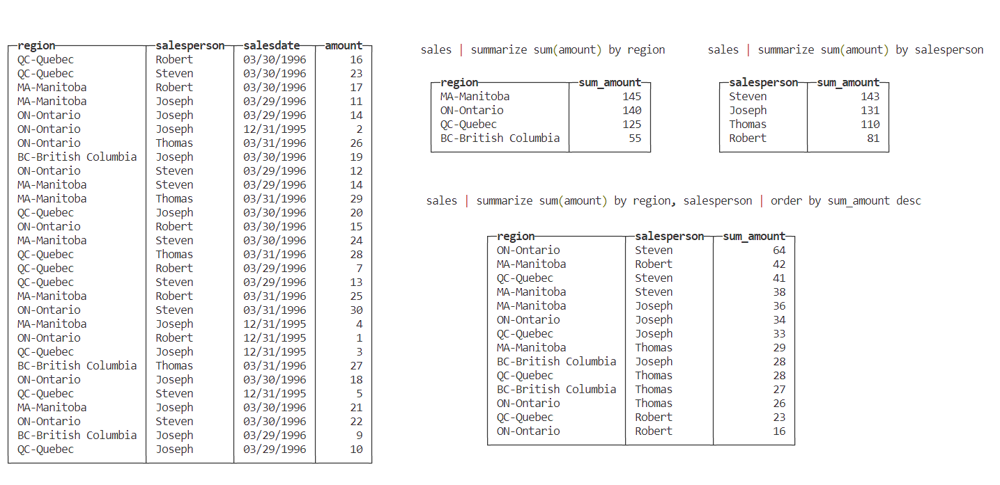 region salesperson salesdate amount
QC-Quebec Robert 03/30/1996 16
QC-Quebec Steven 03/30/1996 23
MA-Manitoba Robert 03/30/1996 17
MA-Manitoba Joseph 03/29/1996 11
ON-Ontario Joseph 03/29/1996 14
ON-Ontario Joseph 12/31/1995 2
ON-Ontario Thomas 03/31/1996 26
BC-British Columbia Joseph 03/30/1996 19
ON-Ontario Steven 03/29/1996 12
MA-Manitoba Steven 03/29/1996 14
MA-Manitoba Thomas 03/31/1996 29
QC-Quebec Joseph 03/30/1996 20
ON-Ontario Robert 03/30/1996 15
MA-Manitoba Steven 03/30/1996 24
QC-Quebec Thomas 03/31/1996 28
QC-Quebec Robert 03/29/1996 7
QC-Quebec Steven 03/29/1996 13
MA-Manitoba Robert 03/31/1996 25
ON-Ontario Steven 03/31/1996 30
MA-Manitoba Joseph 12/31/1995 4
ON-Ontario Robert 12/31/1995 1
QC-Quebec Joseph 12/31/1995 3
BC-British Columbia Thomas 03/31/1996 27
ON-Ontario Joseph 03/30/1996 18
QC-Quebec Steven 12/31/1995 5
MA-Manitoba Joseph 03/30/1996 21
ON-Ontario Steven 03/30/1996 22
BC-British Columbia Joseph 03/29/1996 9
QC-Quebec Joseph 03/29/1996 10
sales | summarize sum(amount) by region
region sum_amount
MA-Manitoba 145
ON-Ontario 140
QC-Quebec 125
BC-British Columbia 55
sales | summarize sum(amount) by salesperson
salesperson sum_amount
Steven 143
Joseph 131
Thomas 110
Robert 81
sales | summarize sum(amount) by region, salesperson | order by sum_amount desc
region salesperson sum_amount
ON-Ontario Steven 64
MA-Manitoba Robert 42
QC-Quebec Steven 41
MA-Manitoba Steven 38
MA-Manitoba Joseph 36
ON-Ontario Joseph 34
QC-Quebec Joseph 33
MA-Manitoba Thomas 29
BC-British Columbia Joseph 28
QC-Quebec Thomas 28
BC-British Columbia Thomas 27
ON-Ontario Thomas 26
QC-Quebec Robert 23
ON-Ontario Robert 16